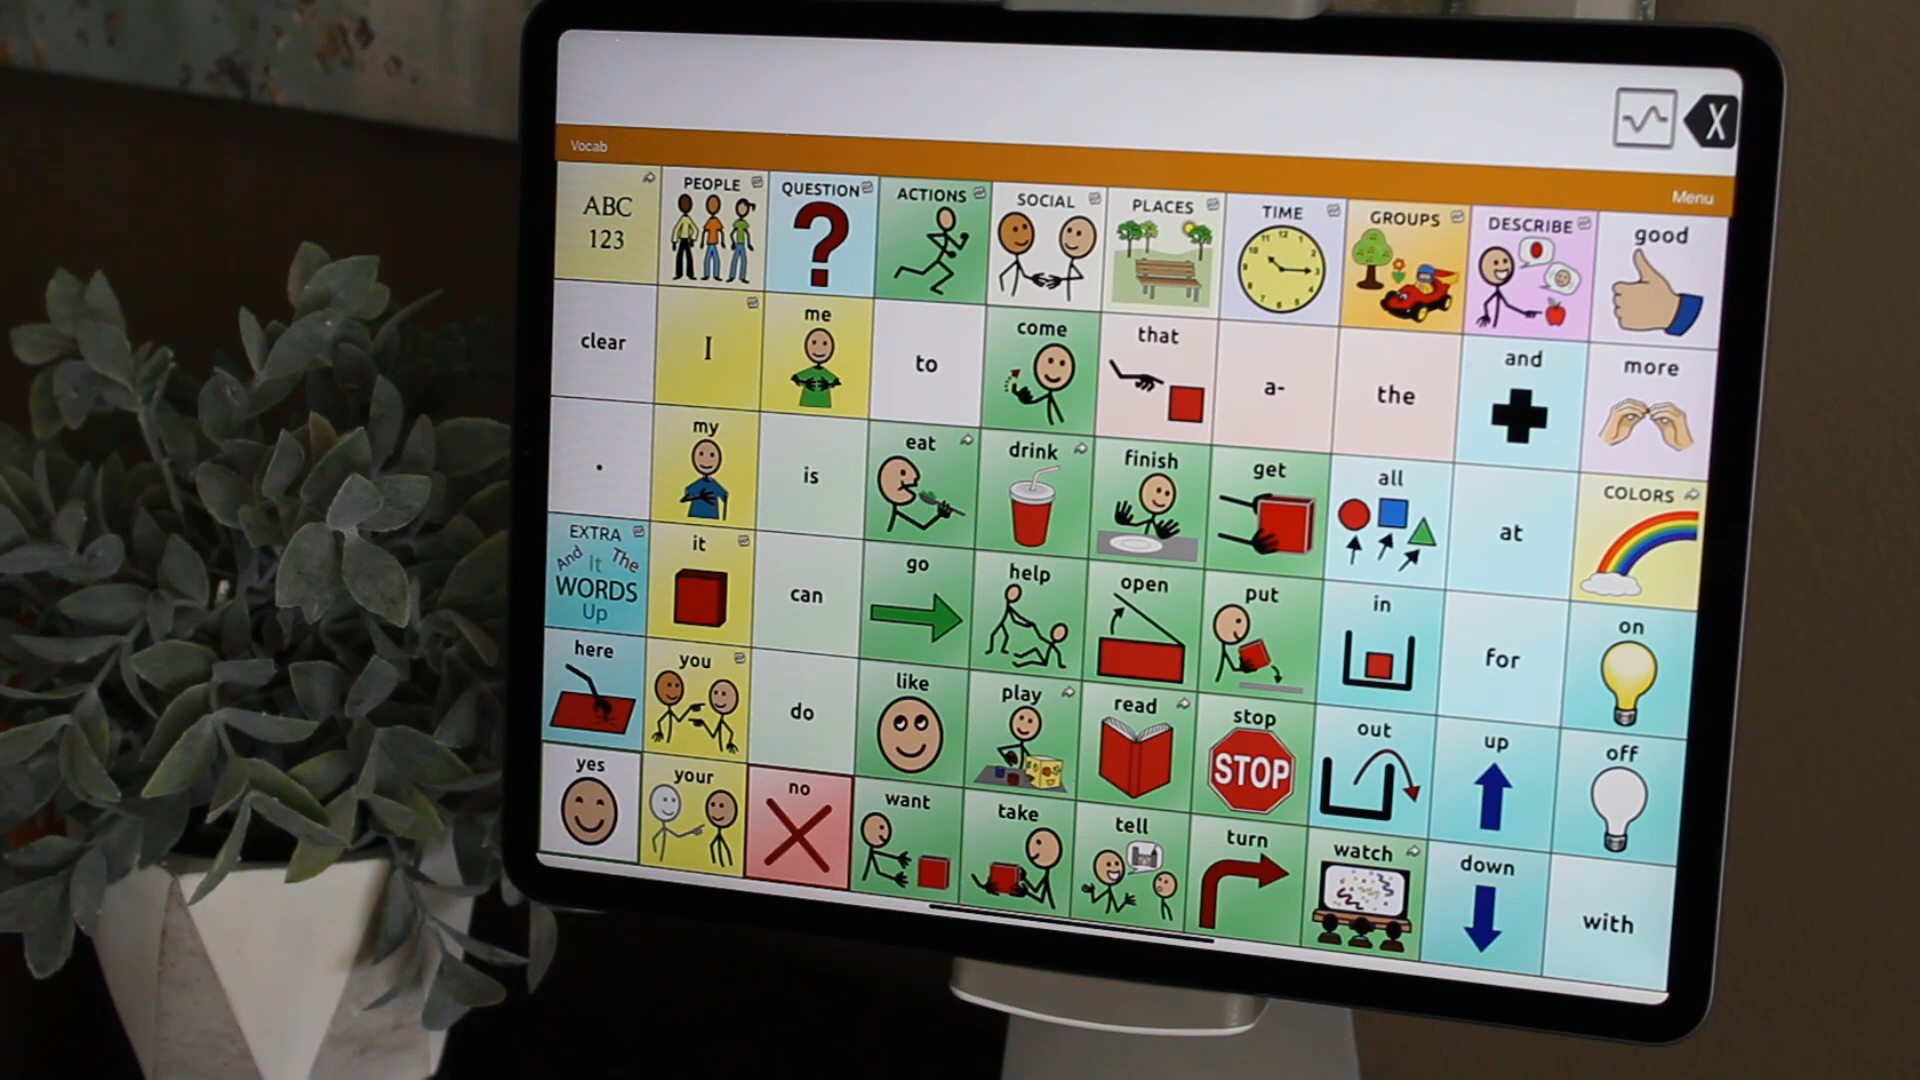 Vocab
Menu
ABC
123
PEOPLE
QUESTION
ACTIONS
SOCIAL
PLACES
TIME
GROUPS
DESCRIBE
good
clear
I
me
to
come
that
a-
the
and
more
.
my
is
eat
drink
finish
get
all
at
COLORS
EXTRA
And It The
WORDS
Up
it
can
go
help
open
put
in
for
on
here
you
do
like
play
read
stop
STOP
out
up
off
yes
your
no
want
take
tell
turn
watch
down
with